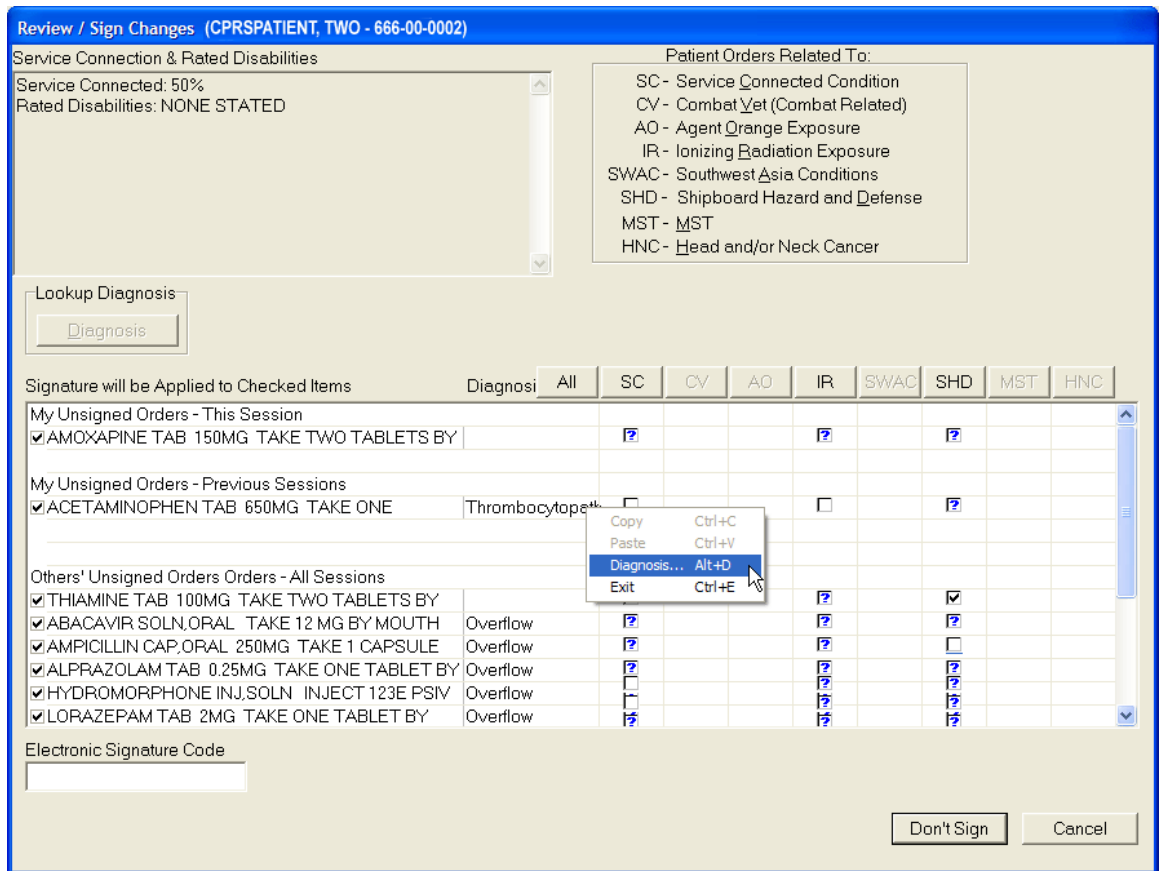 Review / Sign Changes (CPRSPATIENT, TWO - 666-00-0002)
Service Connection & Rated Disabilities
Service Connected: 50%
Rated Disabilities: NONE STATED
Patient Orders Related To:
SC - Service Connected Condition
CV - Combat Vet (Combat Related)
AO - Agent Orange Exposure
IR - Ionizing Radiation Exposure
SWAC - Southwest Asia Conditions
SHD - Shipboard Hazard and Defense
MST - MST
HNC - Head and/or Neck Cancer
Lookup Diagnosis
Diagnosis
Signature will be Applied to Checked Items Diagnosi All SC CV AO IR SWAC SHD MST HNC
My Unsigned Orders - This Session
AMOXAPINE TAB 150MG TAKE TWO TABLETS BY ? ? ?
My Unsigned Orders - Previous Sessions
ACETAMINOPHEN TAB 650MG TAKE ONE Thrombocytopath ?
Copy Ctrl+C
Paste Ctrl+V
Diagnosis... Alt+D
Exit Ctrl+E
Others' Unsigned Orders Orders - All Sessions
THIAMINE TAB 100MG TAKE TWO TABLETS BY ?
ABACAVIR SOLN,ORAL TAKE 12 MG BY MOUTH Overflow ? ? ?
AMPICILLIN CAP,ORAL 250MG TAKE 1 CAPSULE Overflow ? ?
ALPRAZOLAM TAB 0.25MG TAKE ONE TABLET BY Overflow ? ? ?
HYDROMORPHONE INJ,SOLN INJECT 123E PSIV Overflow ? ?
LORAZEPAM TAB 2MG TAKE ONE TABLET BY Overflow ? ? ?
Electronic Signature Code
Don't Sign Cancel